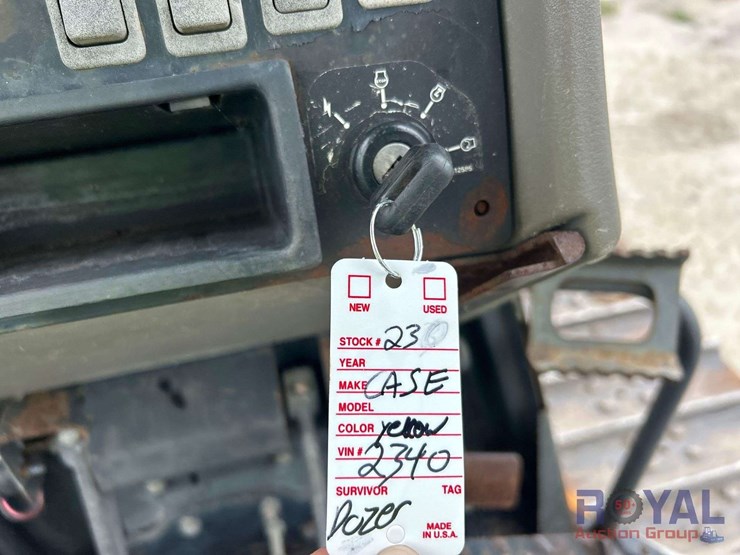 NEW USED
STOCK # 23
YEAR
MAKE CASE
MODEL
COLOR yellow
VIN # 2340
SURVIVOR TAG
Dozer
MADE
IN U.S.A.
ROYAL
Auction Group